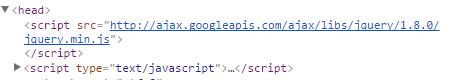 ▼<head>
<script src="http://ajax.googleapis.com/ajax/libs/jquery/1.8.0/
jquery.min.js">
</script>
▶<script type="text/javascript">…</script>